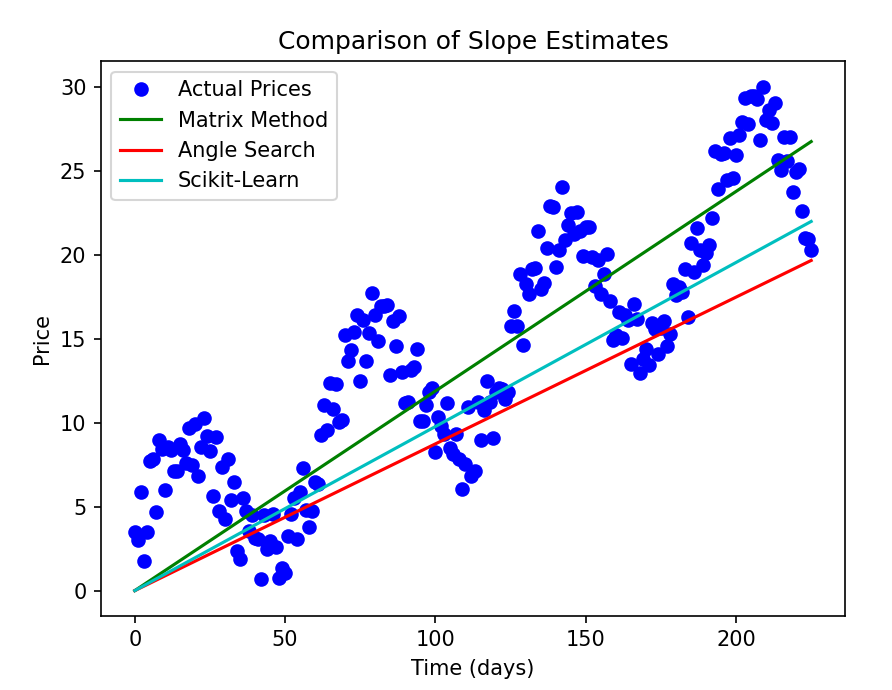 Comparison of Slope Estimates
Actual Prices
Matrix Method
Angle Search
Scikit-Learn
Price
30
25
20
15
10
5
0
0 50 100 150 200
Time (days)